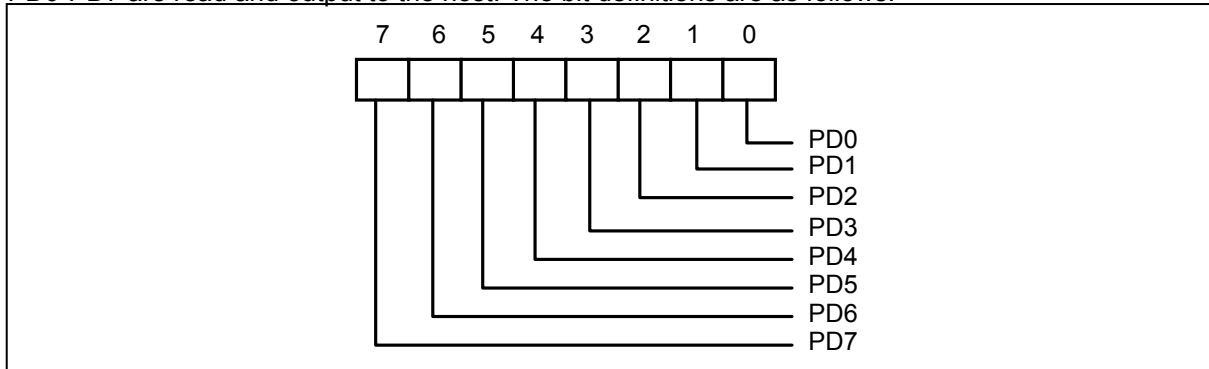 PD0-PD7 are read and output to the host. The bit definitions are as follows:
7 6 5 4 3 2 1 0
PD0
PD1
PD2
PD3
PD4
PD5
PD6
PD7